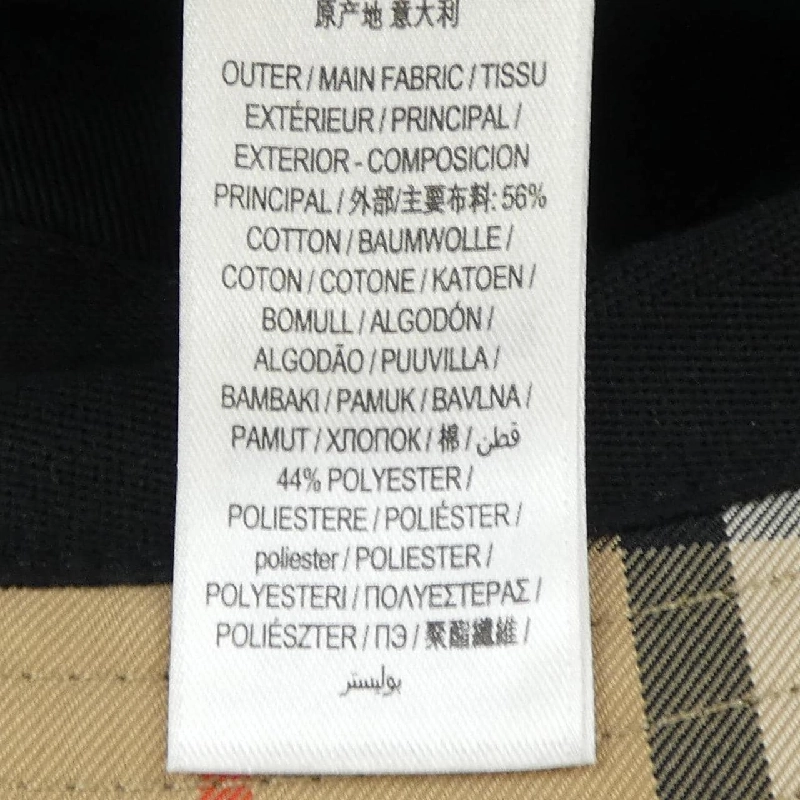 原产地 意大利
OUTER / MAIN FABRIC / TISSU
EXTÉRIEUR / PRINCIPAL /
EXTERIOR - COMPOSICION
PRINCIPAL / 外部/主要布料: 56%
COTTON / BAUMWOLLE /
COTON / COTONE / KATOEN /
BOMULL / ALGODÓN /
ALGODÃO / PUUVILLA /
BAMBAKI / PAMUK / BAVLNA /
PAMUT / ХЛОПОК / 棉 / قطن
44% POLYESTER /
POLIESTERE / POLIÉSTER /
poliester / POLIESTER /
POLYESTERI / ΠΟΛΥΕΣΤΕΡΑΣ /
POLIÉSZTER / ПЭ / 聚酯纖維 /
بوليستر